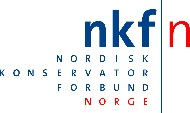 nkf n
NORDISK
KONSERVATOR
FORBUND
NORGE